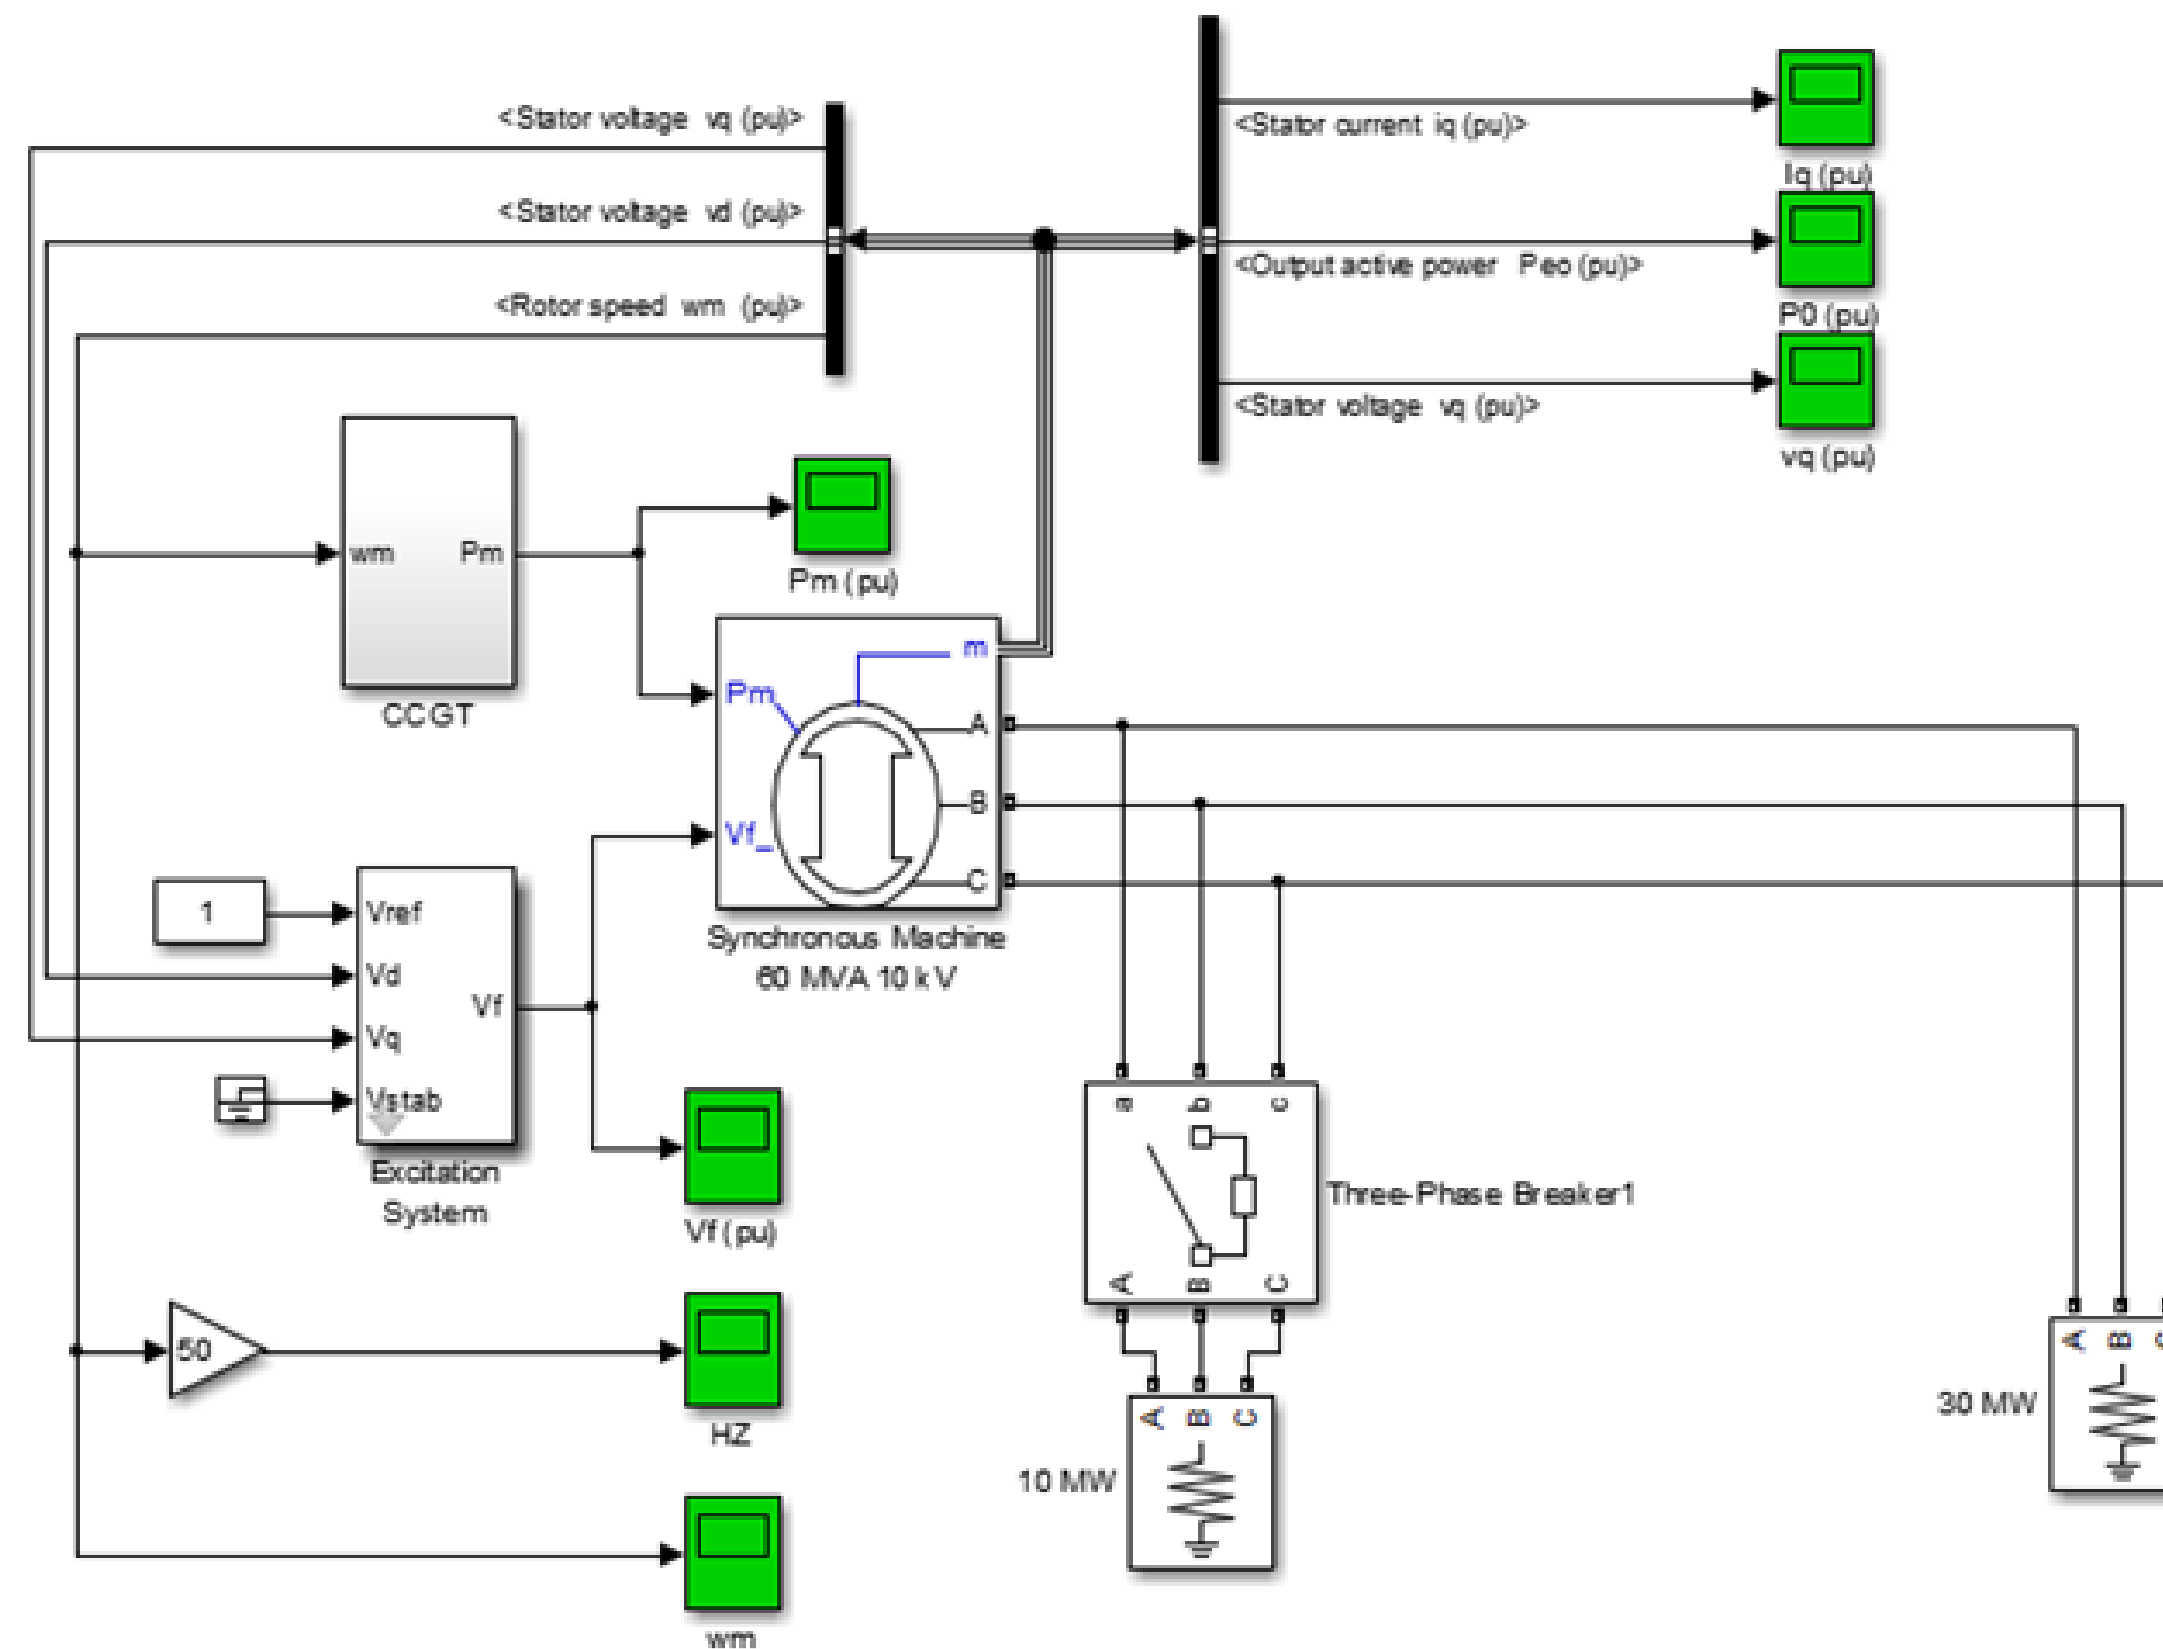 <Stator voltage vq (pu)>
<Stator voltage vd (pu)>
<Rotor speed wm (pu)>
<Stator current iq (pu)>
<Output active power Peo (pu)>
<Stator voltage vq (pu)>
Iq (pu)
P0 (pu)
vq (pu)
wm
Pm
CCGT
Pm (pu)
m
Pm
Vf_
A
B
C
Synchronous Machine
60 MVA 10 kV
1
Vref
Vd
Vq
Vstab
Vf
Excitation
System
Vf (pu)
50
HZ
wm
a
b
c
A
B
C
Three-Phase Breaker1
A
B
C
10 MW
A
B
30 MW